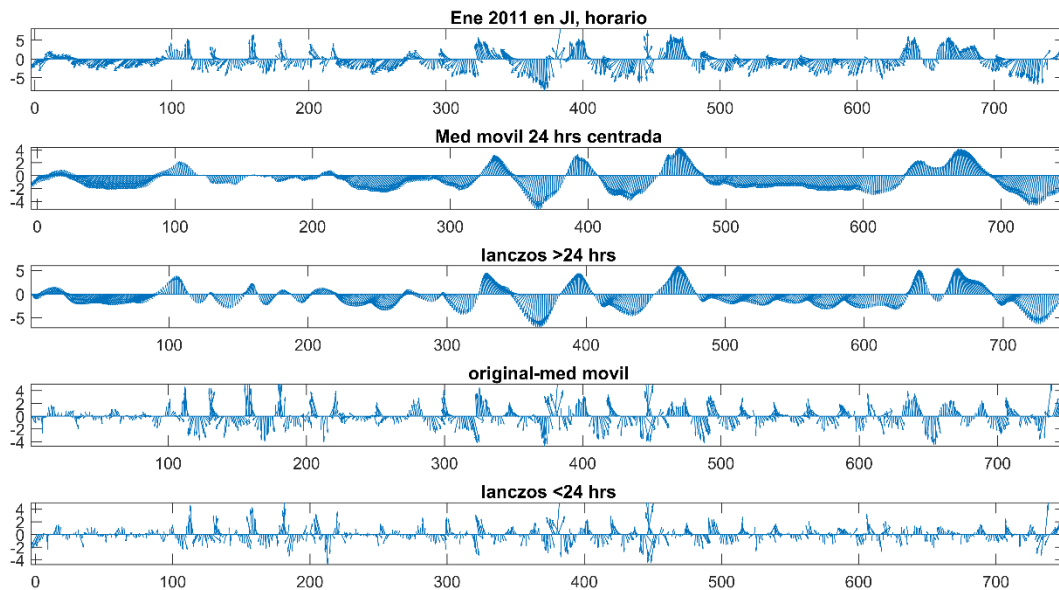 Ene 2011 en JI, horario
5
0
-5
0 100 200 300 400 500 600 700
Med movil 24 hrs centrada
4
2
0
-2
-4
0 100 200 300 400 500 600 700
lanczos >24 hrs
5
0
-5
100 200 300 400 500 600 700
original-med movil
4
2
0
-2
-4
100 200 300 400 500 600 700
lanczos <24 hrs
4
2
0
-2
-4
0 100 200 300 400 500 600 700